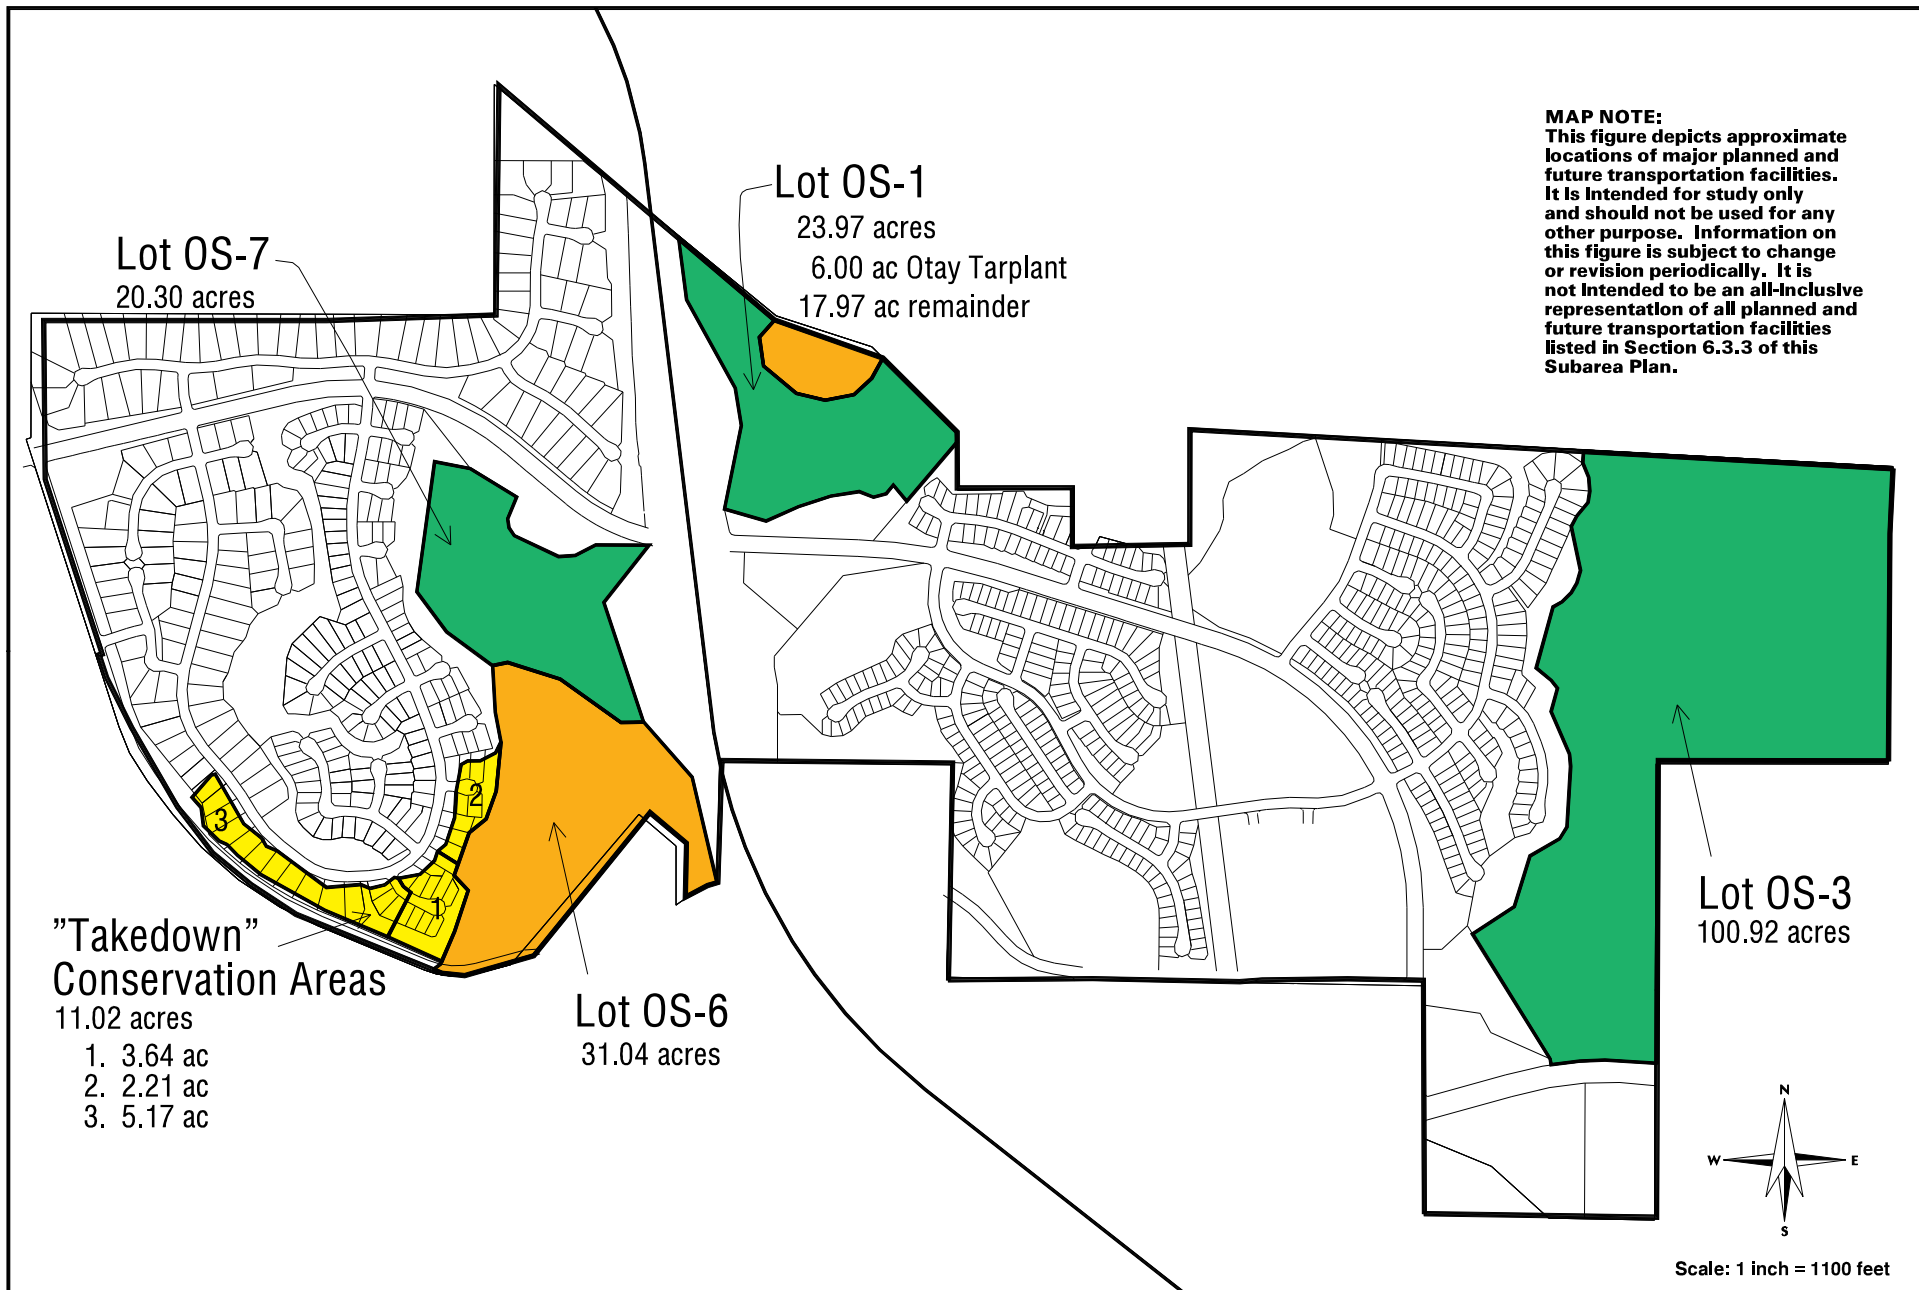 MAP NOTE:
This figure depicts approximate
locations of major planned and
future transportation facilities.
It Is Intended for study only
and should not be used for any
other purpose. Information on
this figure is subject to change
or revision periodically. It is
not Intended to be an all-Inclusive
representation of all planned and
future transportation facilities
listed in Section 6.3.3 of this
Subarea Plan.
Lot OS-1
23.97 acres
6.00 ac Otay Tarplant
17.97 ac remainder
Lot OS-7
20.30 acres
2
3
1
Lot OS-3
100.92 acres
"Takedown"
Conservation Areas
11.02 acres
1. 3.64 ac
2. 2.21 ac
3. 5.17 ac
Lot OS-6
31.04 acres
N
W
E
S
Scale: 1 inch = 1100 feet